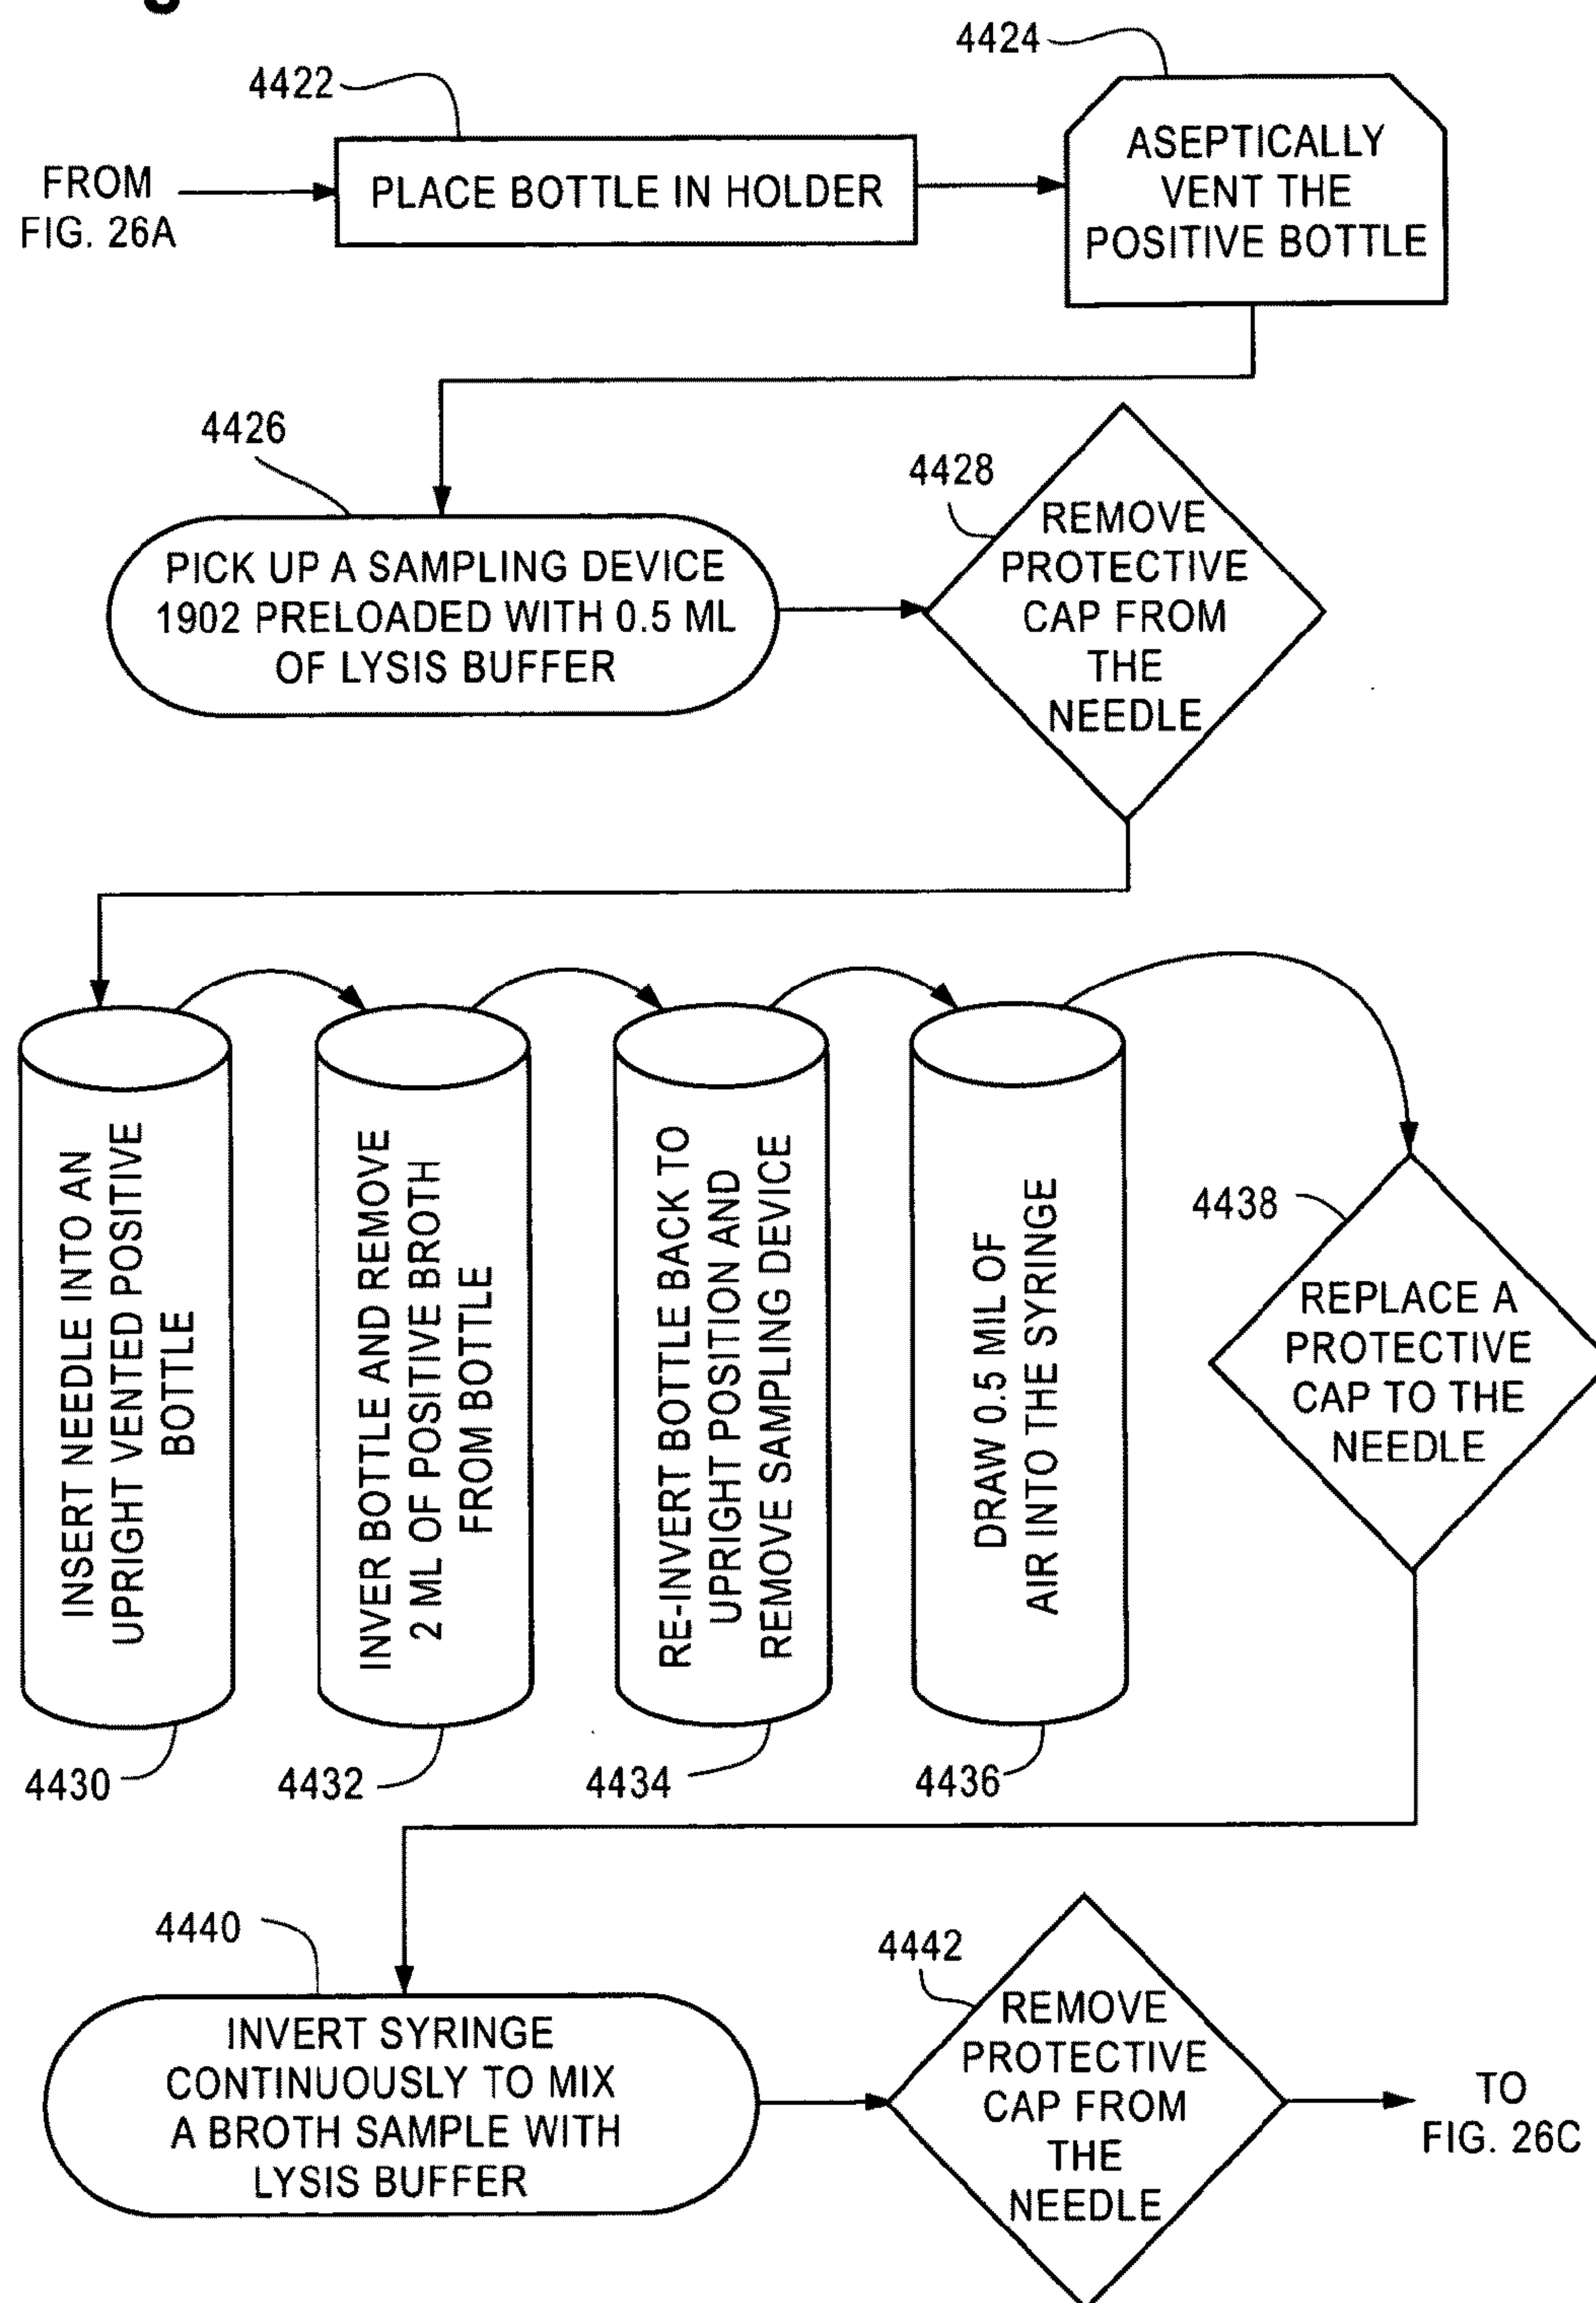 4424
4422
FROM
FIG. 26A
PLACE BOTTLE IN HOLDER
ASEPTICALLY
VENT THE
POSITIVE BOTTLE
4426
PICK UP A SAMPLING DEVICE
1902 PRELOADED WITH 0.5 ML
OF LYSIS BUFFER
4428
REMOVE
PROTECTIVE
CAP FROM
THE
NEEDLE
INSERT NEEDLE INTO AN
UPRIGHT VENTED POSITIVE
BOTTLE
INVER BOTTLE AND REMOVE
2 ML OF POSITIVE BROTH
FROM BOTTLE
RE-INVERT BOTTLE BACK TO
UPRIGHT POSITION AND
REMOVE SAMPLING DEVICE
DRAW 0.5 MIL OF
AIR INTO THE SYRINGE
4438
REPLACE A
PROTECTIVE
CAP TO THE
NEEDLE
4430
4432
4434
4436
4440
INVERT SYRINGE
CONTINUOUSLY TO MIX
A BROTH SAMPLE WITH
LYSIS BUFFER
4442
REMOVE
PROTECTIVE
CAP FROM
THE
NEEDLE
TO
FIG. 26C